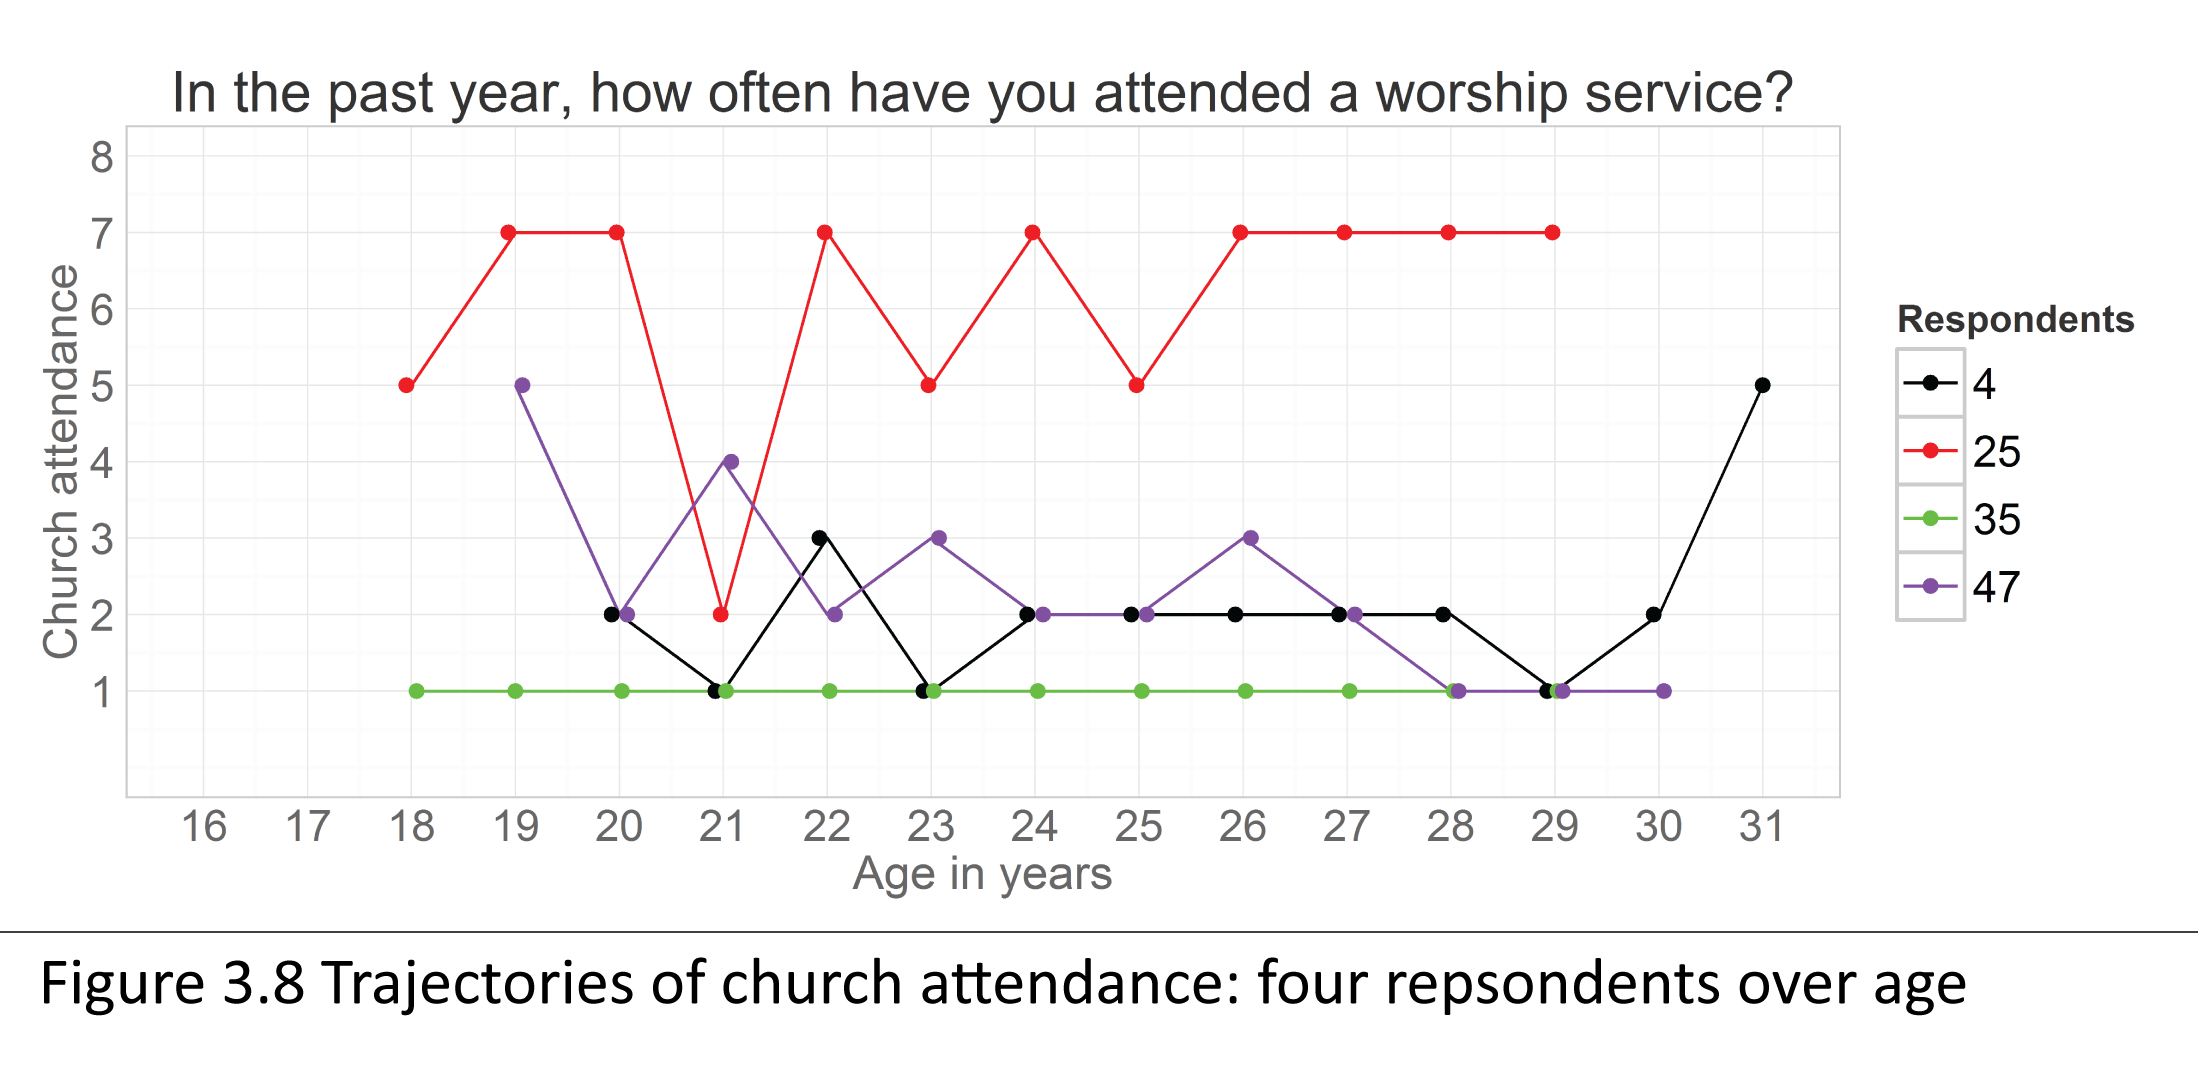 In the past year, how often have you attended a worship service?
8
7
6
5
4
3
2
1
Church attendance
16 17 18 19 20 21 22 23 24 25 26 27 28 29 30 31
Age in years
Respondents
4
25
35
47
Figure 3.8 Trajectories of church attendance: four repsondents over age